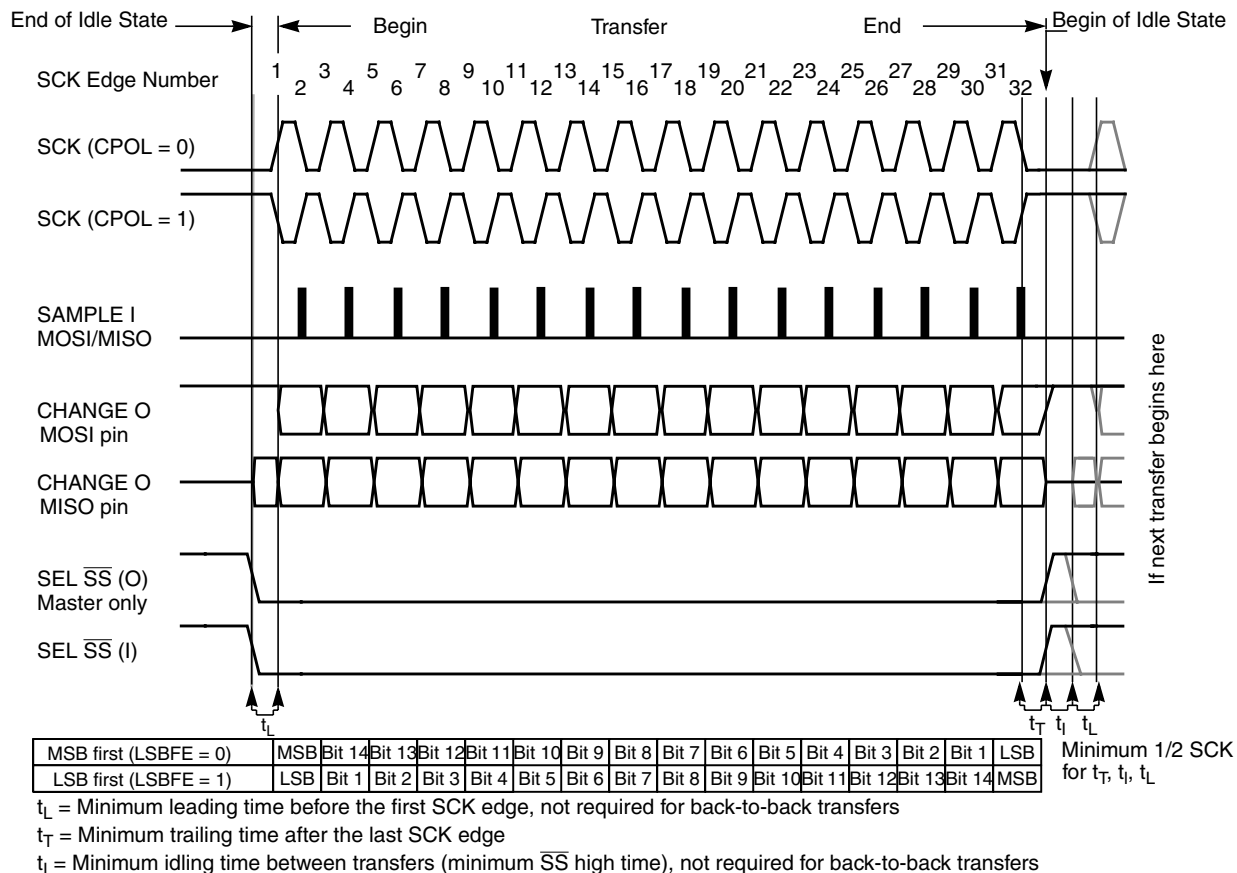 End of Idle State
Begin
Transfer
End
Begin of Idle State
SCK Edge Number
1 3 5 7 9 11 13 15 17 19 21 23 25 27 29 31
2 4 6 8 10 12 14 16 18 20 22 24 26 28 30 32
SCK (CPOL = 0)
SCK (CPOL = 1)
SAMPLE I
MOSI/MISO
CHANGE O
MOSI pin
CHANGE O
MISO pin
SEL S̅S̅ (O)
Master only
SEL S̅S̅ (I)
If next transfer begins here
tL
tT tI tL
MSB first (LSBFE = 0) MSB Bit 14 Bit 13 Bit 12 Bit 11 Bit 10 Bit 9 Bit 8 Bit 7 Bit 6 Bit 5 Bit 4 Bit 3 Bit 2 Bit 1 LSB
LSB first (LSBFE = 1) LSB Bit 1 Bit 2 Bit 3 Bit 4 Bit 5 Bit 6 Bit 7 Bit 8 Bit 9 Bit 10 Bit 11 Bit 12 Bit 13 Bit 14 MSB
Minimum 1/2 SCK
for tT, tI, tL
tL = Minimum leading time before the first SCK edge, not required for back-to-back transfers
tT = Minimum trailing time after the last SCK edge
tI = Minimum idling time between transfers (minimum S̅S̅ high time), not required for back-to-back transfers